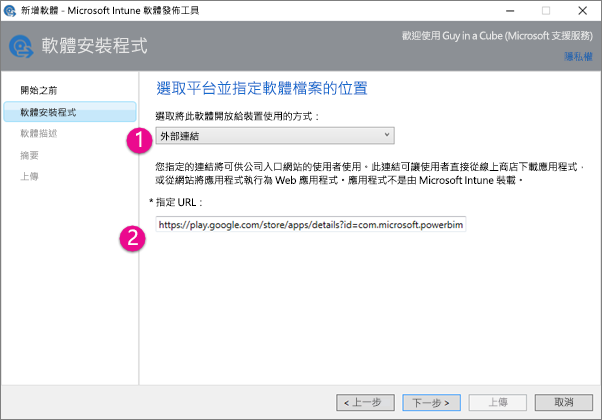 新增軟體 - Microsoft Intune 軟體發佈工具
軟體安裝程式
歡迎使用 Guy in a Cube (Microsoft 支援服務)
隱私權
開始之前
軟體安裝程式
軟體描述
摘要
上傳
選取平台並指定軟體檔案的位置
選取將此軟體開放給裝置使用的方式：
1
外部連結
您指定的連結將可供公司入口網站的使用者使用。此連結可讓使用者直接從線上商店下載應用程式，
或從網站將應用程式執行為 Web 應用程式。應用程式不是由 Microsoft Intune 裝載。
* 指定 URL：
2
https://play.google.com/store/apps/details?id=com.microsoft.powerbim
< 上一步
下一步 >
上傳
取消